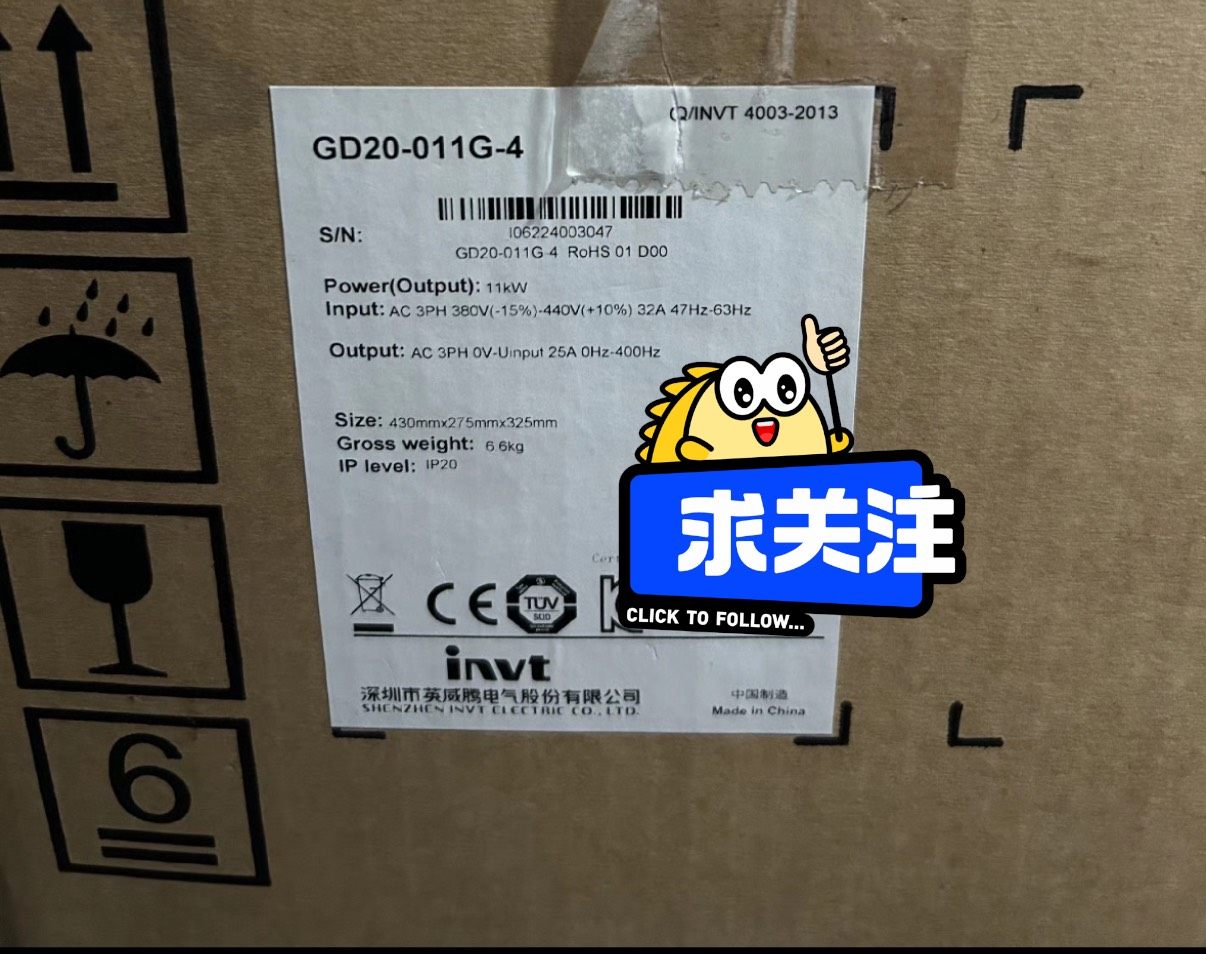 Q/INVT 4003-2013
GD20-011G-4
S/N:
I06224003047
GD20-011G-4 RoHS 01 D00
Power(Output): 11kW
Input: AC 3PH 380V(-15%)-440V(+10%) 32A 47Hz-63Hz
Output: AC 3PH 0V-Uinput 25A 0Hz-400Hz
Size: 430mmx275mmx325mm
Gross weight: 6.6kg
IP level: IP20
求关注
CLICK TO FOLLOW...
CE
TÜV
SÜD
invt
深圳市英威腾电气股份有限公司
SHENZHEN INVT ELECTRIC CO., LTD.
中国制造
Made in China
6